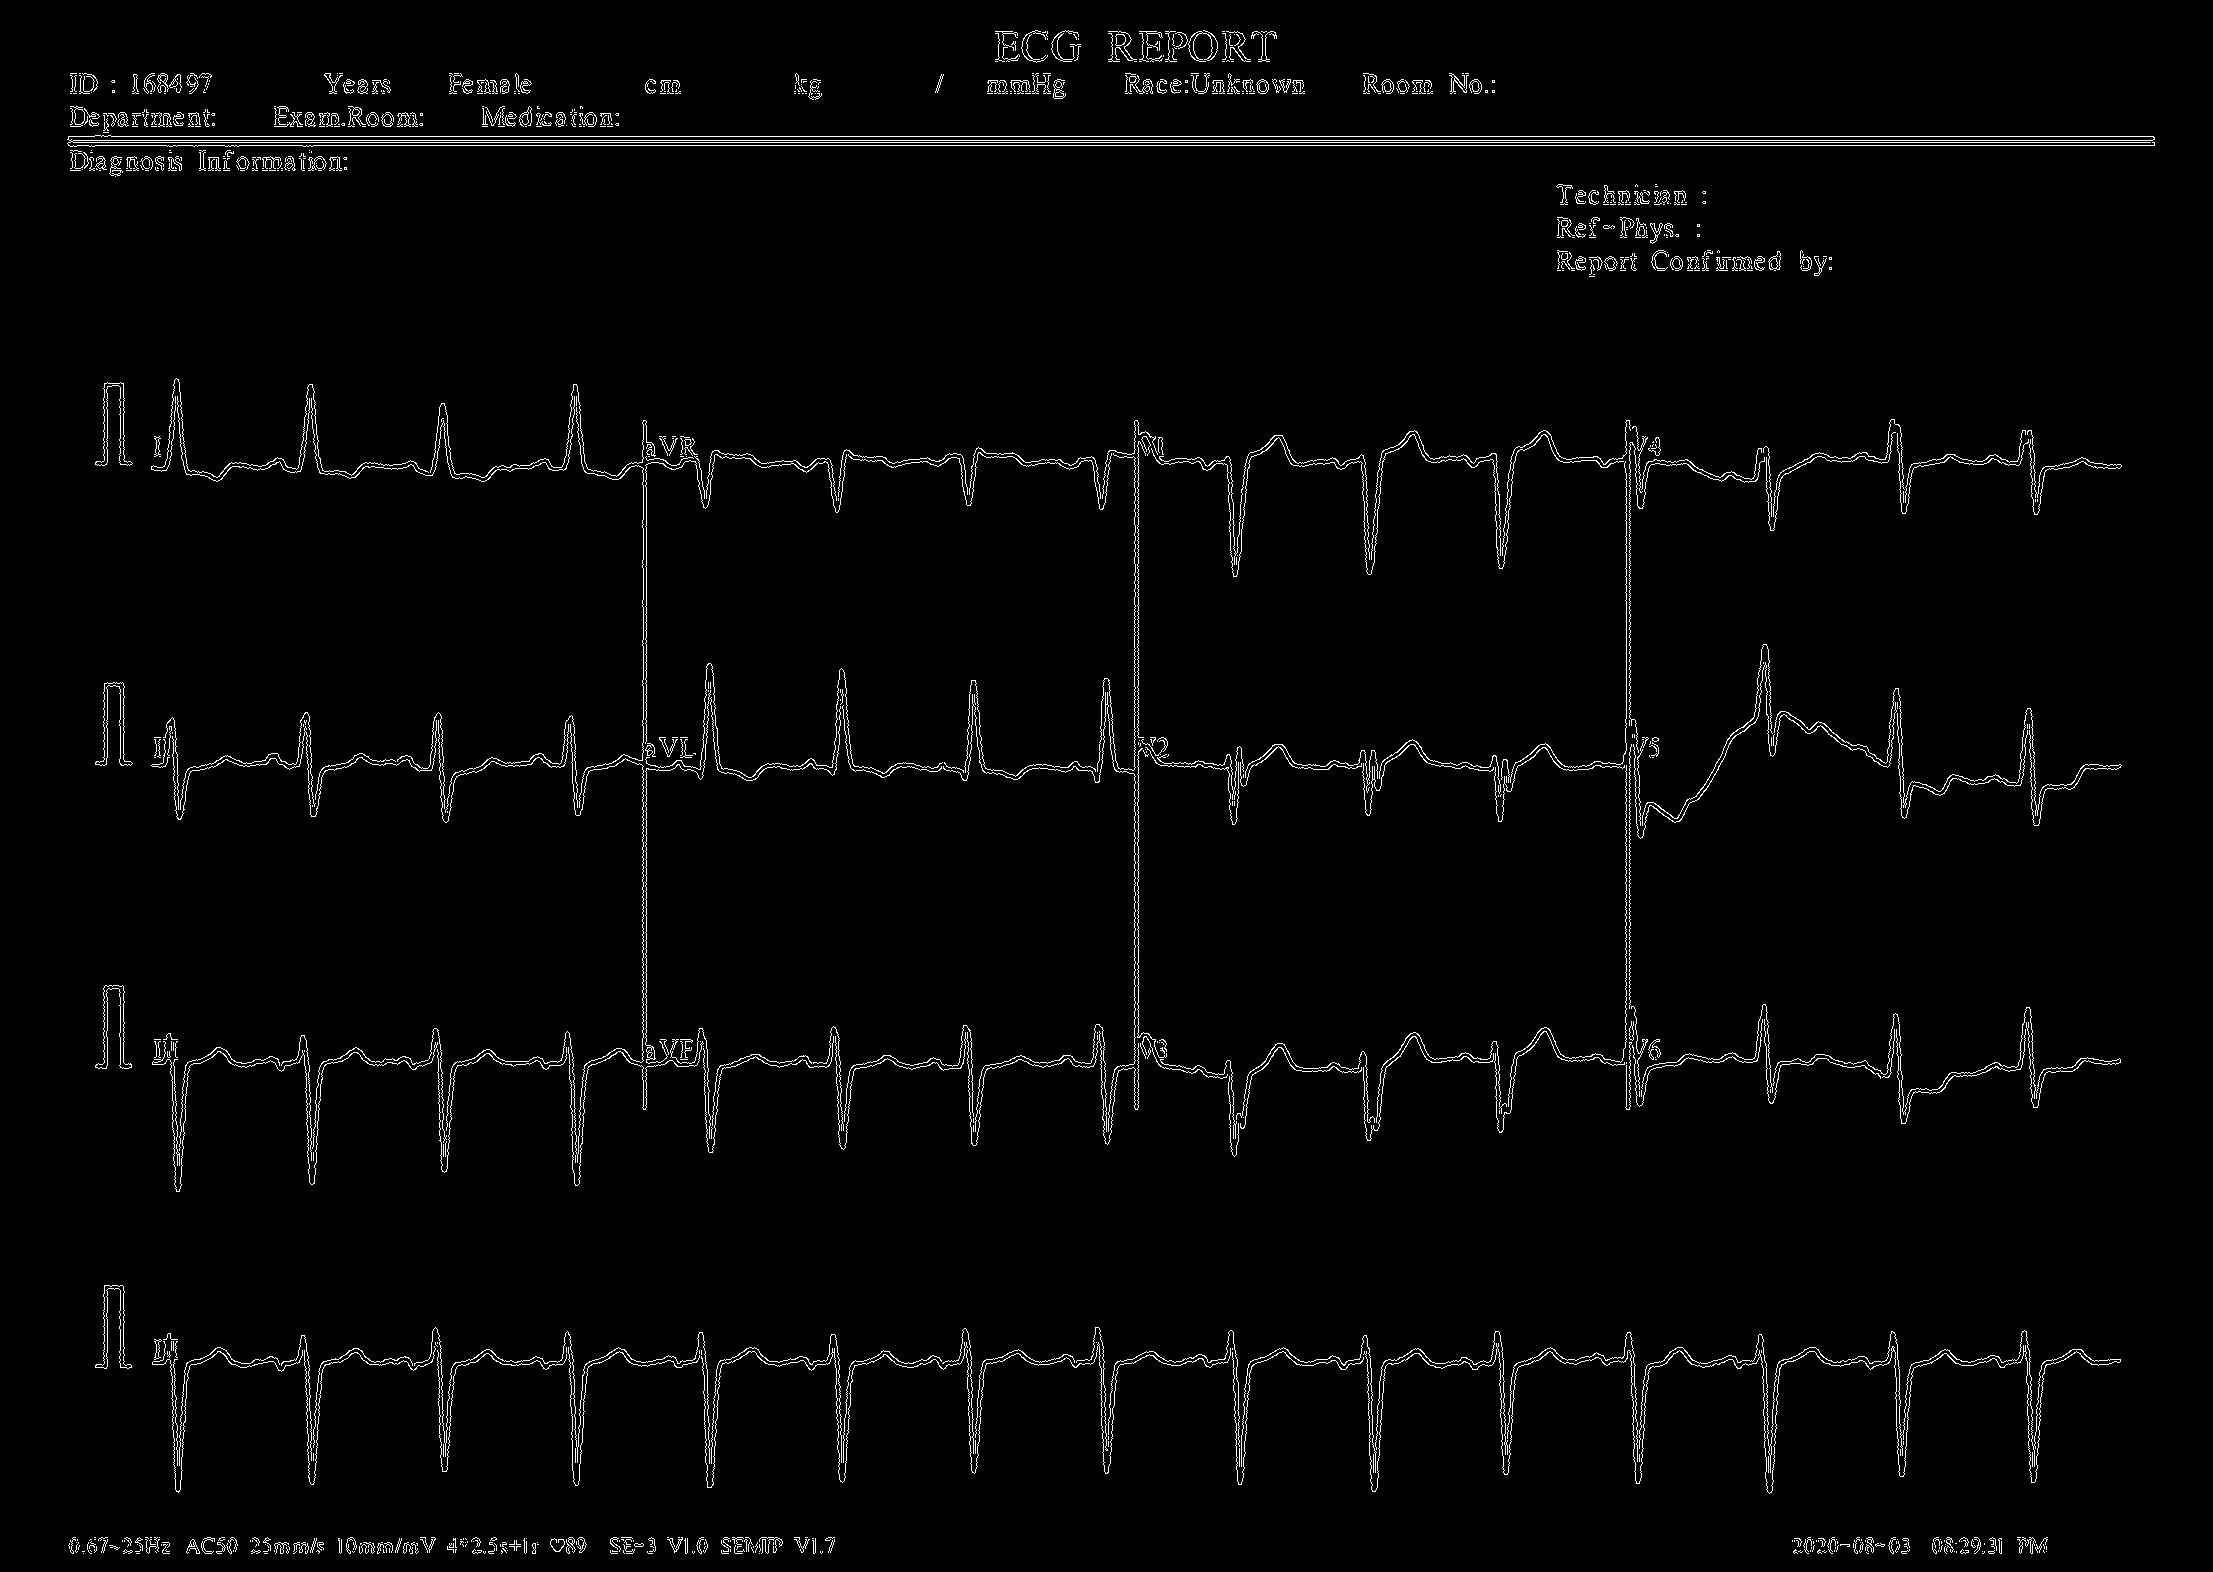 ECG REPORT
ID : 168497 Years Female cm kg / mmHg Race:Unknown Room No.:
Department: Exam.Room: Medication:
Diagnosis Information:
Technician :
Ref-Phys. :
Report Confirmed by:
I aVR V1 V4
II aVL V2 V5
III aVF V3 V6
III
0.67~25Hz AC50 25mm/s 10mm/mV 4*2.5s+1r ♡89 SE-3 V1.0 SEMIP V1.7
2020-08-03 08:29:31 PM